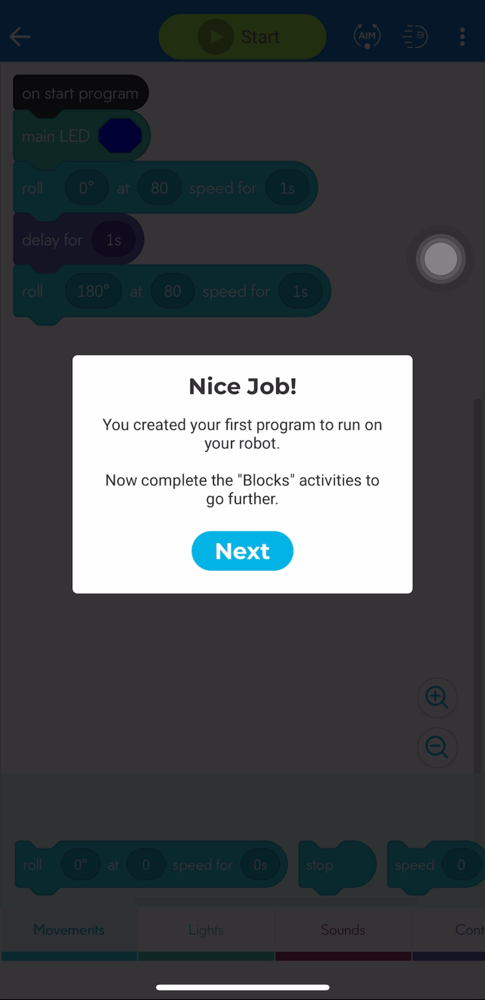 Start
AIM
on start program
main LED
roll 0° at 80 speed for 1s
delay for 1s
roll 180° at 80 speed for 1s
Nice Job!
You created your first program to run on
your robot.
Now complete the "Blocks" activities to
go further.
Next
roll 0° at 0 speed for 0s
stop
speed 0
Movements
Lights
Sounds
Cont